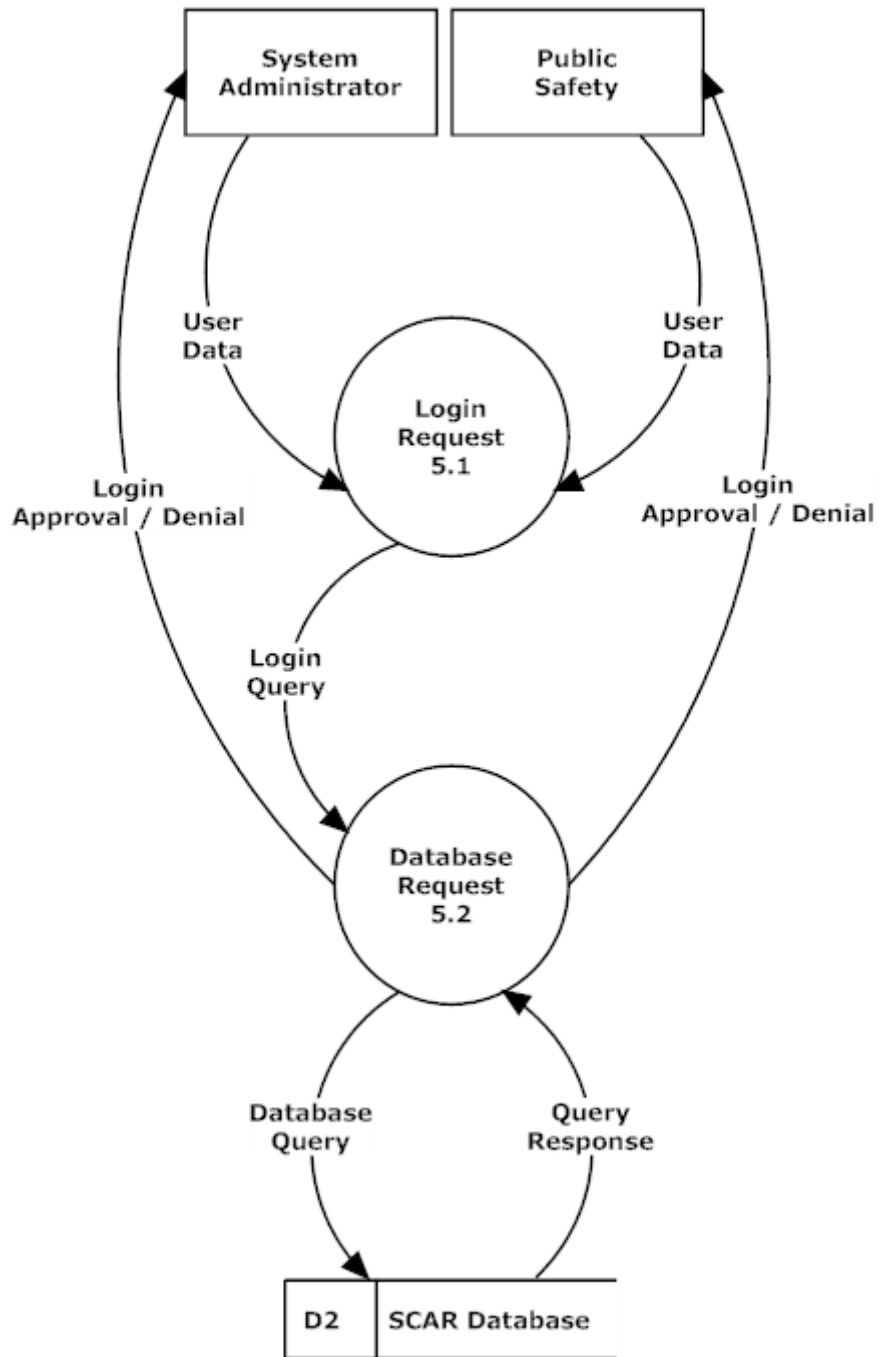 System
Administrator
Public
Safety
User
Data
User
Data
Login
Request
5.1
Login
Approval / Denial
Login
Approval / Denial
Login
Query
Database
Request
5.2
Database
Query
Query
Response
D2
SCAR Database